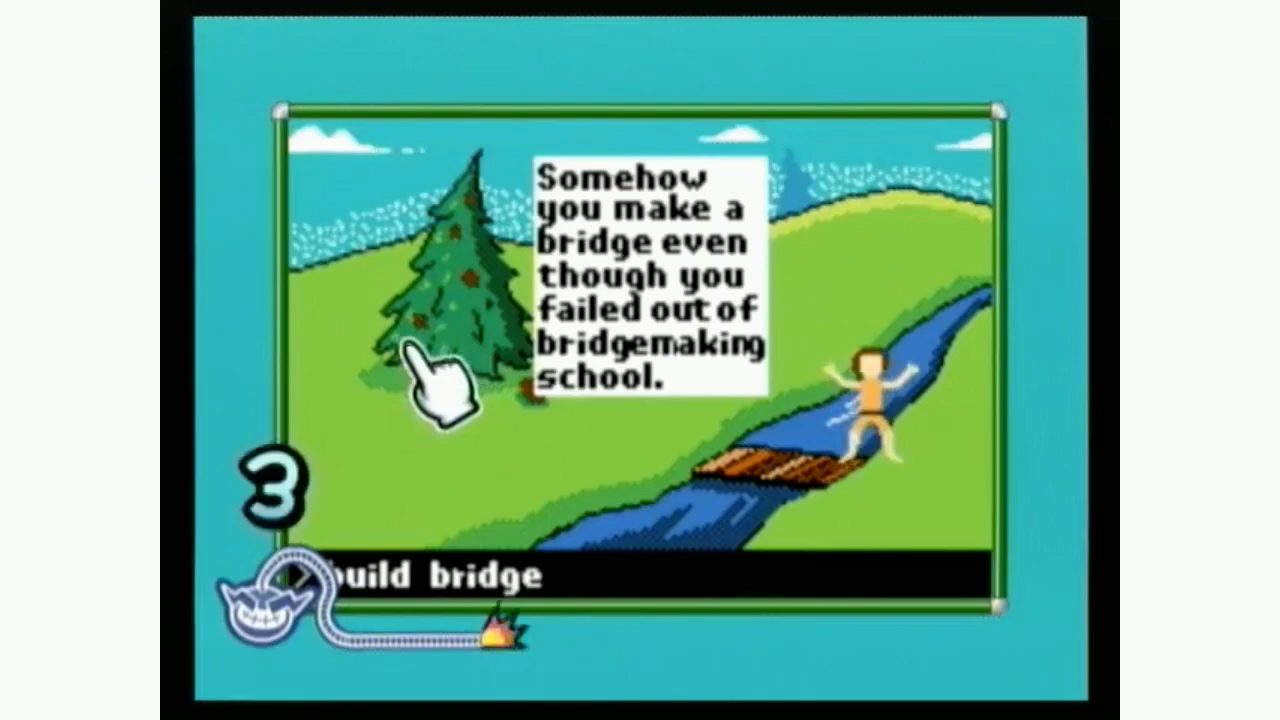 Somehow
you make a
bridge even
though you
failed out of
bridgemaking
school.
3
build bridge